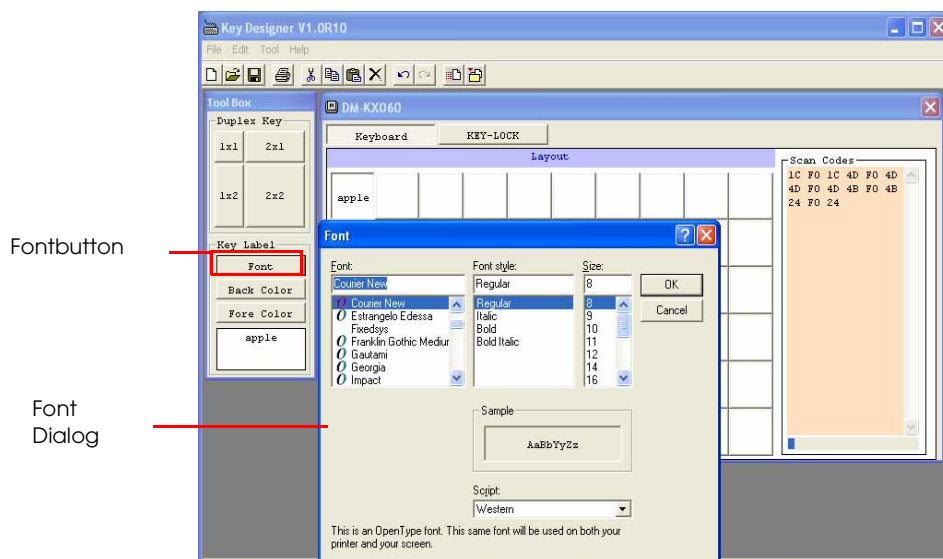 Key Designer V1.0R10
File Edit Tool Help
Tool Box
Duplex Key
1x1 2x1
1x2 2x2
Key Label
Font
Back Color
Fore Color
apple
Fontbutton
Font
Dialog
DM-KX060
Keyboard KEY-LOCK
Layout
apple
Scan Codes
1C F0 1C 4D F0 4D
4D F0 4D 4B F0 4B
24 F0 24
Font
Font: Font style: Size:
Courier New Regular 8 OK
Courier New Regular 8 Cancel
Estrangelo Edessa Italic 9
Fixedsys Bold 10
Franklin Gothic Mediur Bold Italic 11
Gautami 12
Georgia 14
Impact 16
Sample
AaBbYyZz
Script:
Western
This is an OpenType font. This same font will be used on both your
printer and your screen.